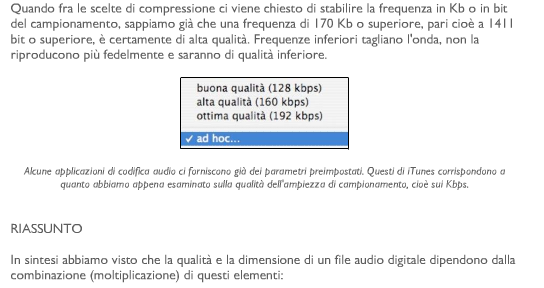 Quando fra le scelte di compressione ci viene chiesto di stabilire la frequenza in Kb o in bit
del campionamento, sappiamo già che una frequenza di 170 Kb o superiore, pari cioè a 1411
bit o superiore, è certamente di alta qualità. Frequenze inferiori tagliano l'onda, non la
riproducono più fedelmente e saranno di qualità inferiore.
buona qualità (128 kbps)
alta qualità (160 kbps)
ottima qualità (192 kbps)
✓ ad hoc...
Alcune applicazioni di codifica audio ci forniscono già dei parametri preimpostati. Questi di iTunes corrispondono a
quanto abbiamo appena esaminato sulla qualità dell'ampiezza di campionamento, cioè sui Kbps.
RIASSUNTO
In sintesi abbiamo visto che la qualità e la dimensione di un file audio digitale dipendono dalla
combinazione (moltiplicazione) di questi elementi: